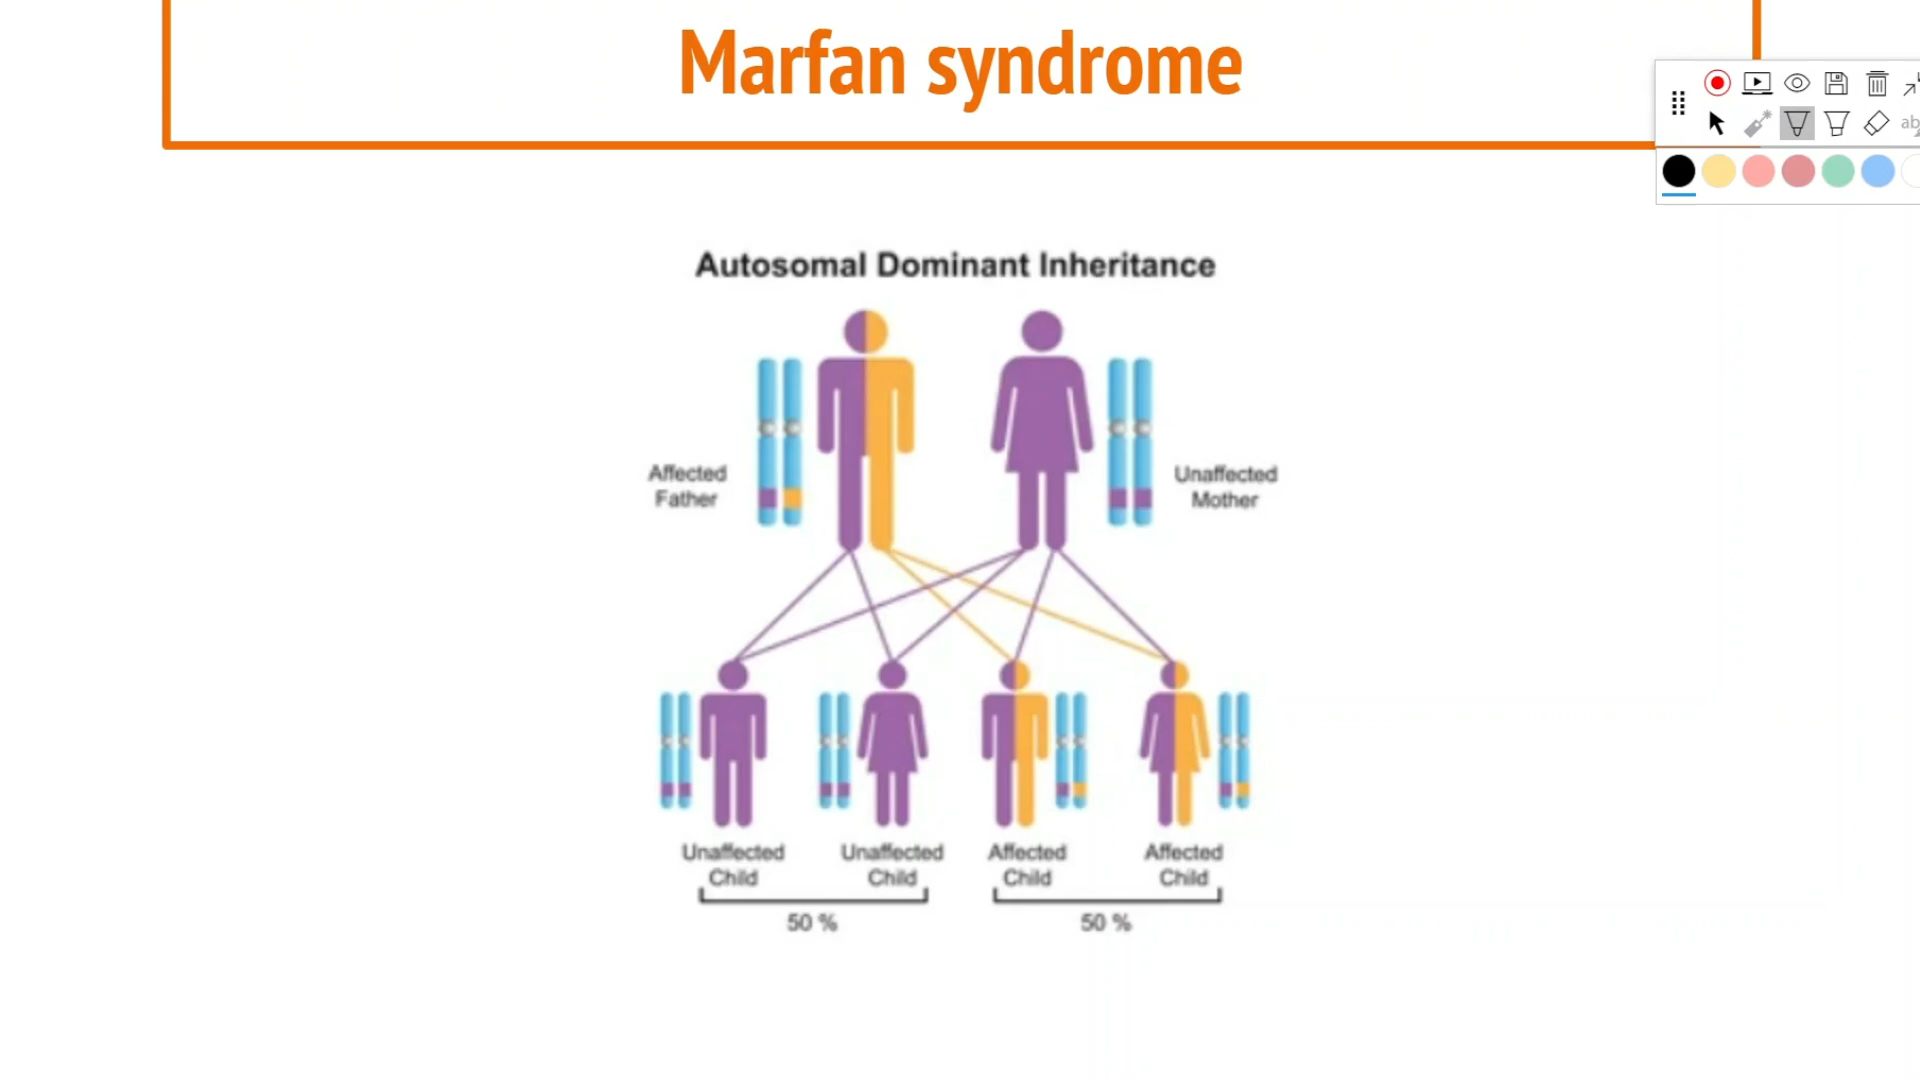 Marfan syndrome
ab
Autosomal Dominant Inheritance
Affected
Father
Unaffected
Mother
Unaffected
Child
Unaffected
Child
Affected
Child
Affected
Child
50 %
50 %